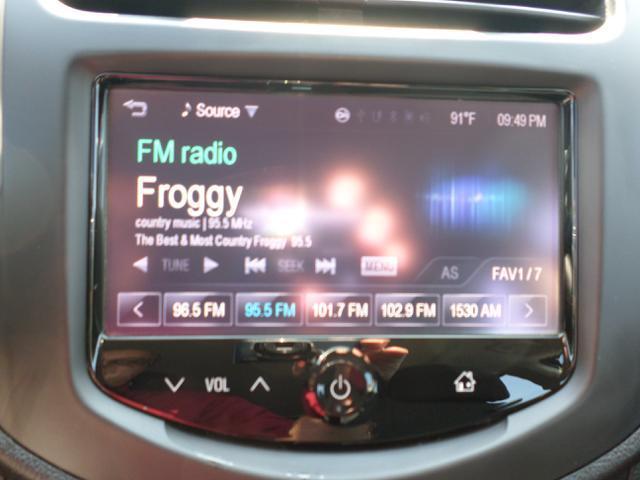 Source 91°F 09:49 PM
FM radio
Froggy
country music | 95.5 MHz
The Best & Most Country Froggy 95.5
TUNE SEEK MENU AS FAV1/7
96.5 FM 95.5 FM 101.7 FM 102.9 FM 1530 AM
VOL